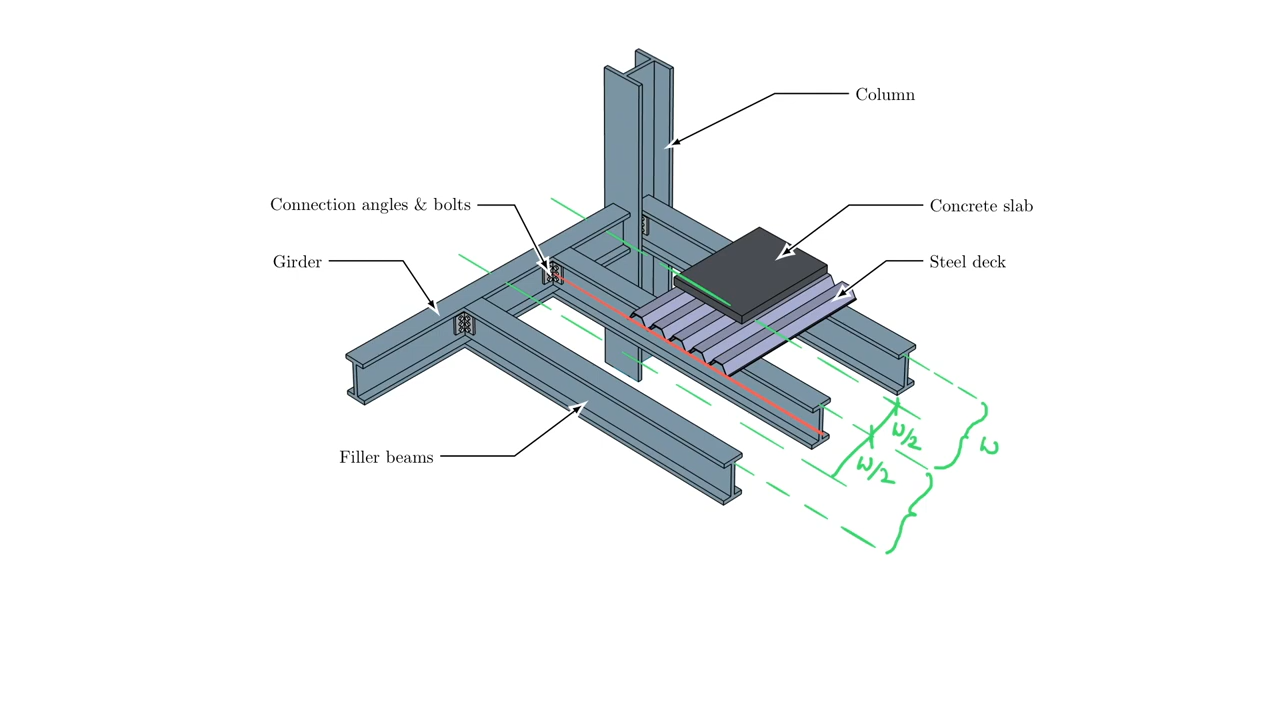 Column
Connection angles & bolts
Concrete slab
Girder
Steel deck
W/2
W
W/2
Filler beams